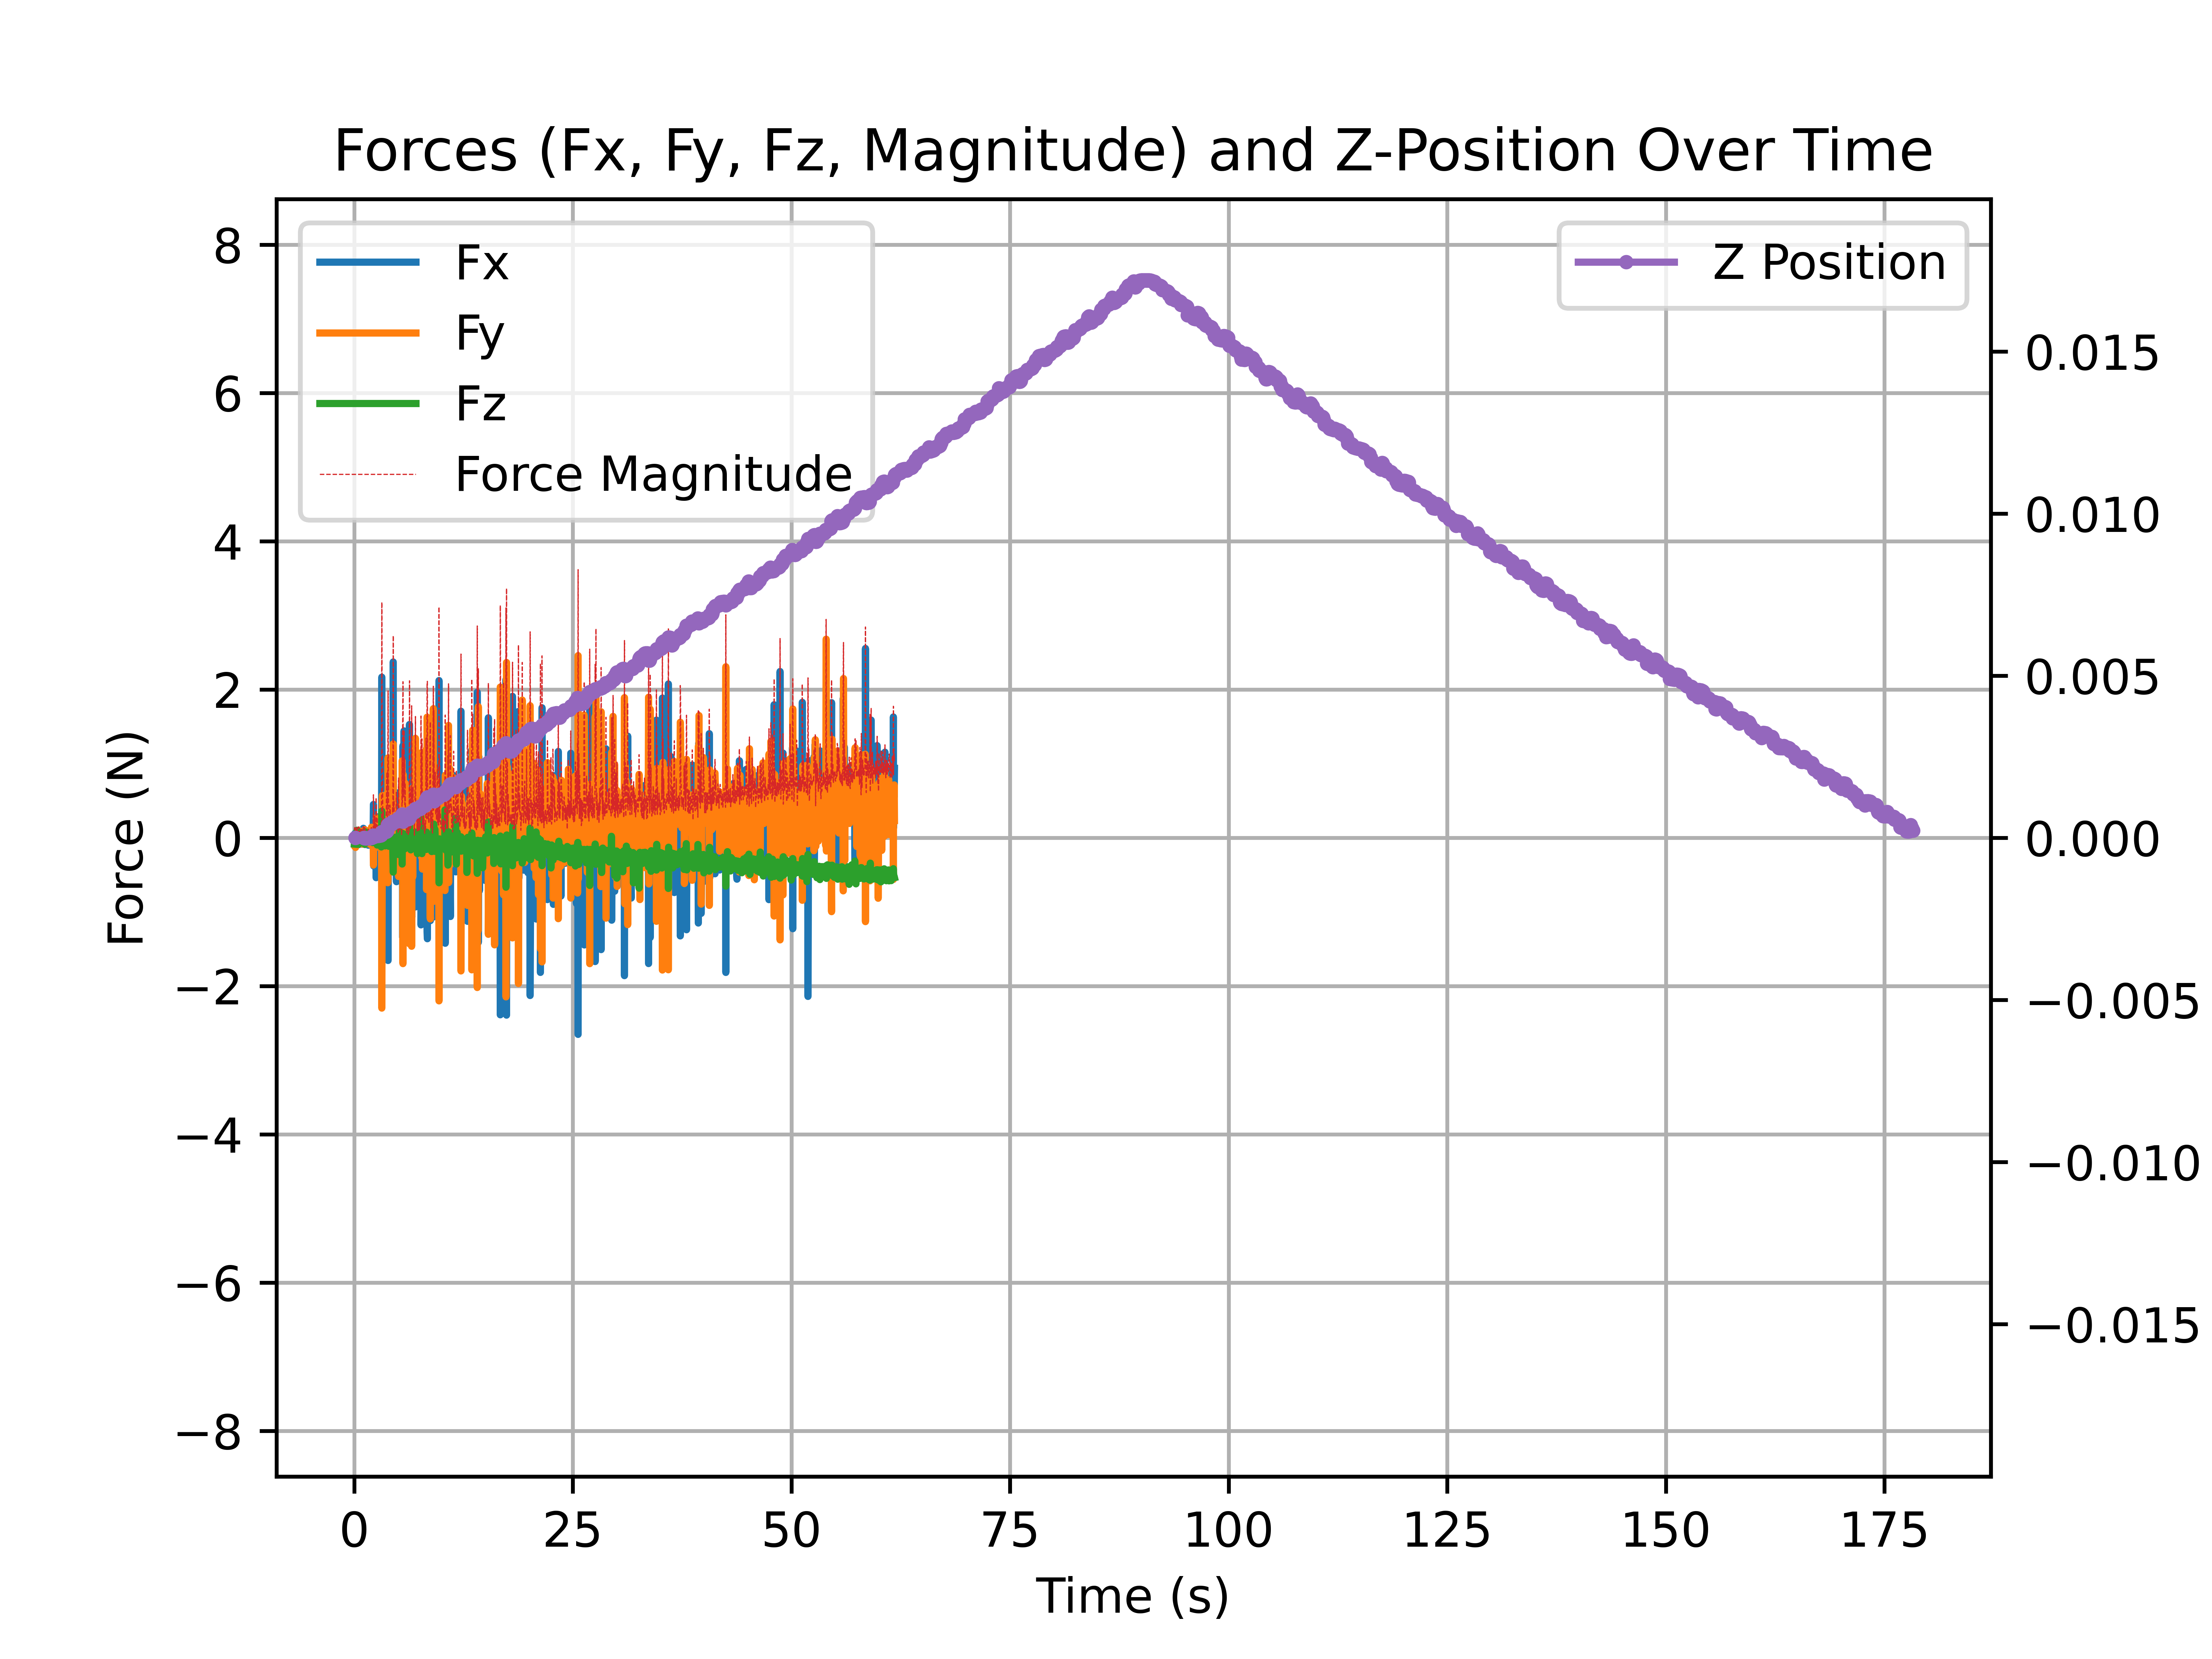 Forces (Fx, Fy, Fz, Magnitude) and Z-Position Over Time
Fx
Fy
Fz
Force Magnitude
Z Position
Force (N)
8
6
4
2
0
−2
−4
−6
−8
0.015
0.010
0.005
0.000
−0.005
−0.010
−0.015
0 25 50 75 100 125 150 175
Time (s)